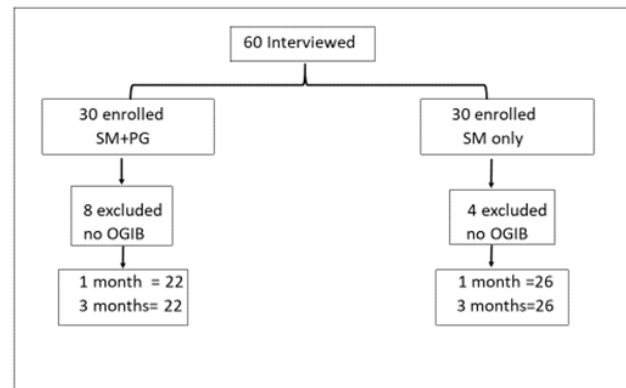 60 Interviewed
30 enrolled
SM+PG
30 enrolled
SM only
8 excluded
no OGIB
4 excluded
no OGIB
1 month = 22
3 months= 22
1 month =26
3 months=26